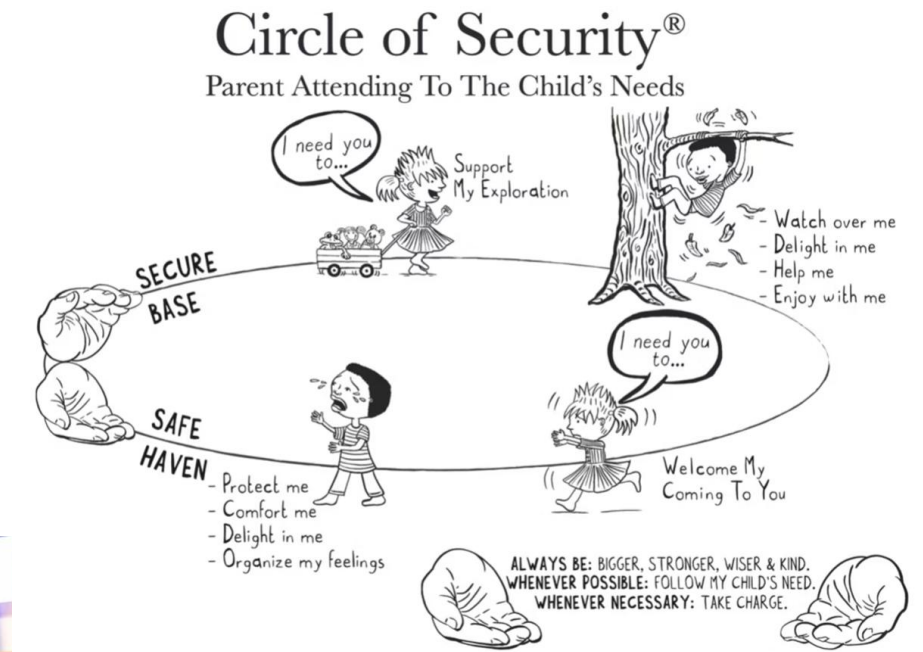 Circle of Security®
Parent Attending To The Child's Needs
I need you
to...
Support
My Exploration
- Watch over me
- Delight in me
- Help me
- Enjoy with me
SECURE
BASE
I need you
to...
SAFE
HAVEN
- Protect me
- Comfort me
- Delight in me
- Organize my feelings
Welcome My
Coming To You
ALWAYS BE: BIGGER, STRONGER, WISER & KIND.
WHENEVER POSSIBLE: FOLLOW MY CHILD'S NEED.
WHENEVER NECESSARY: TAKE CHARGE.